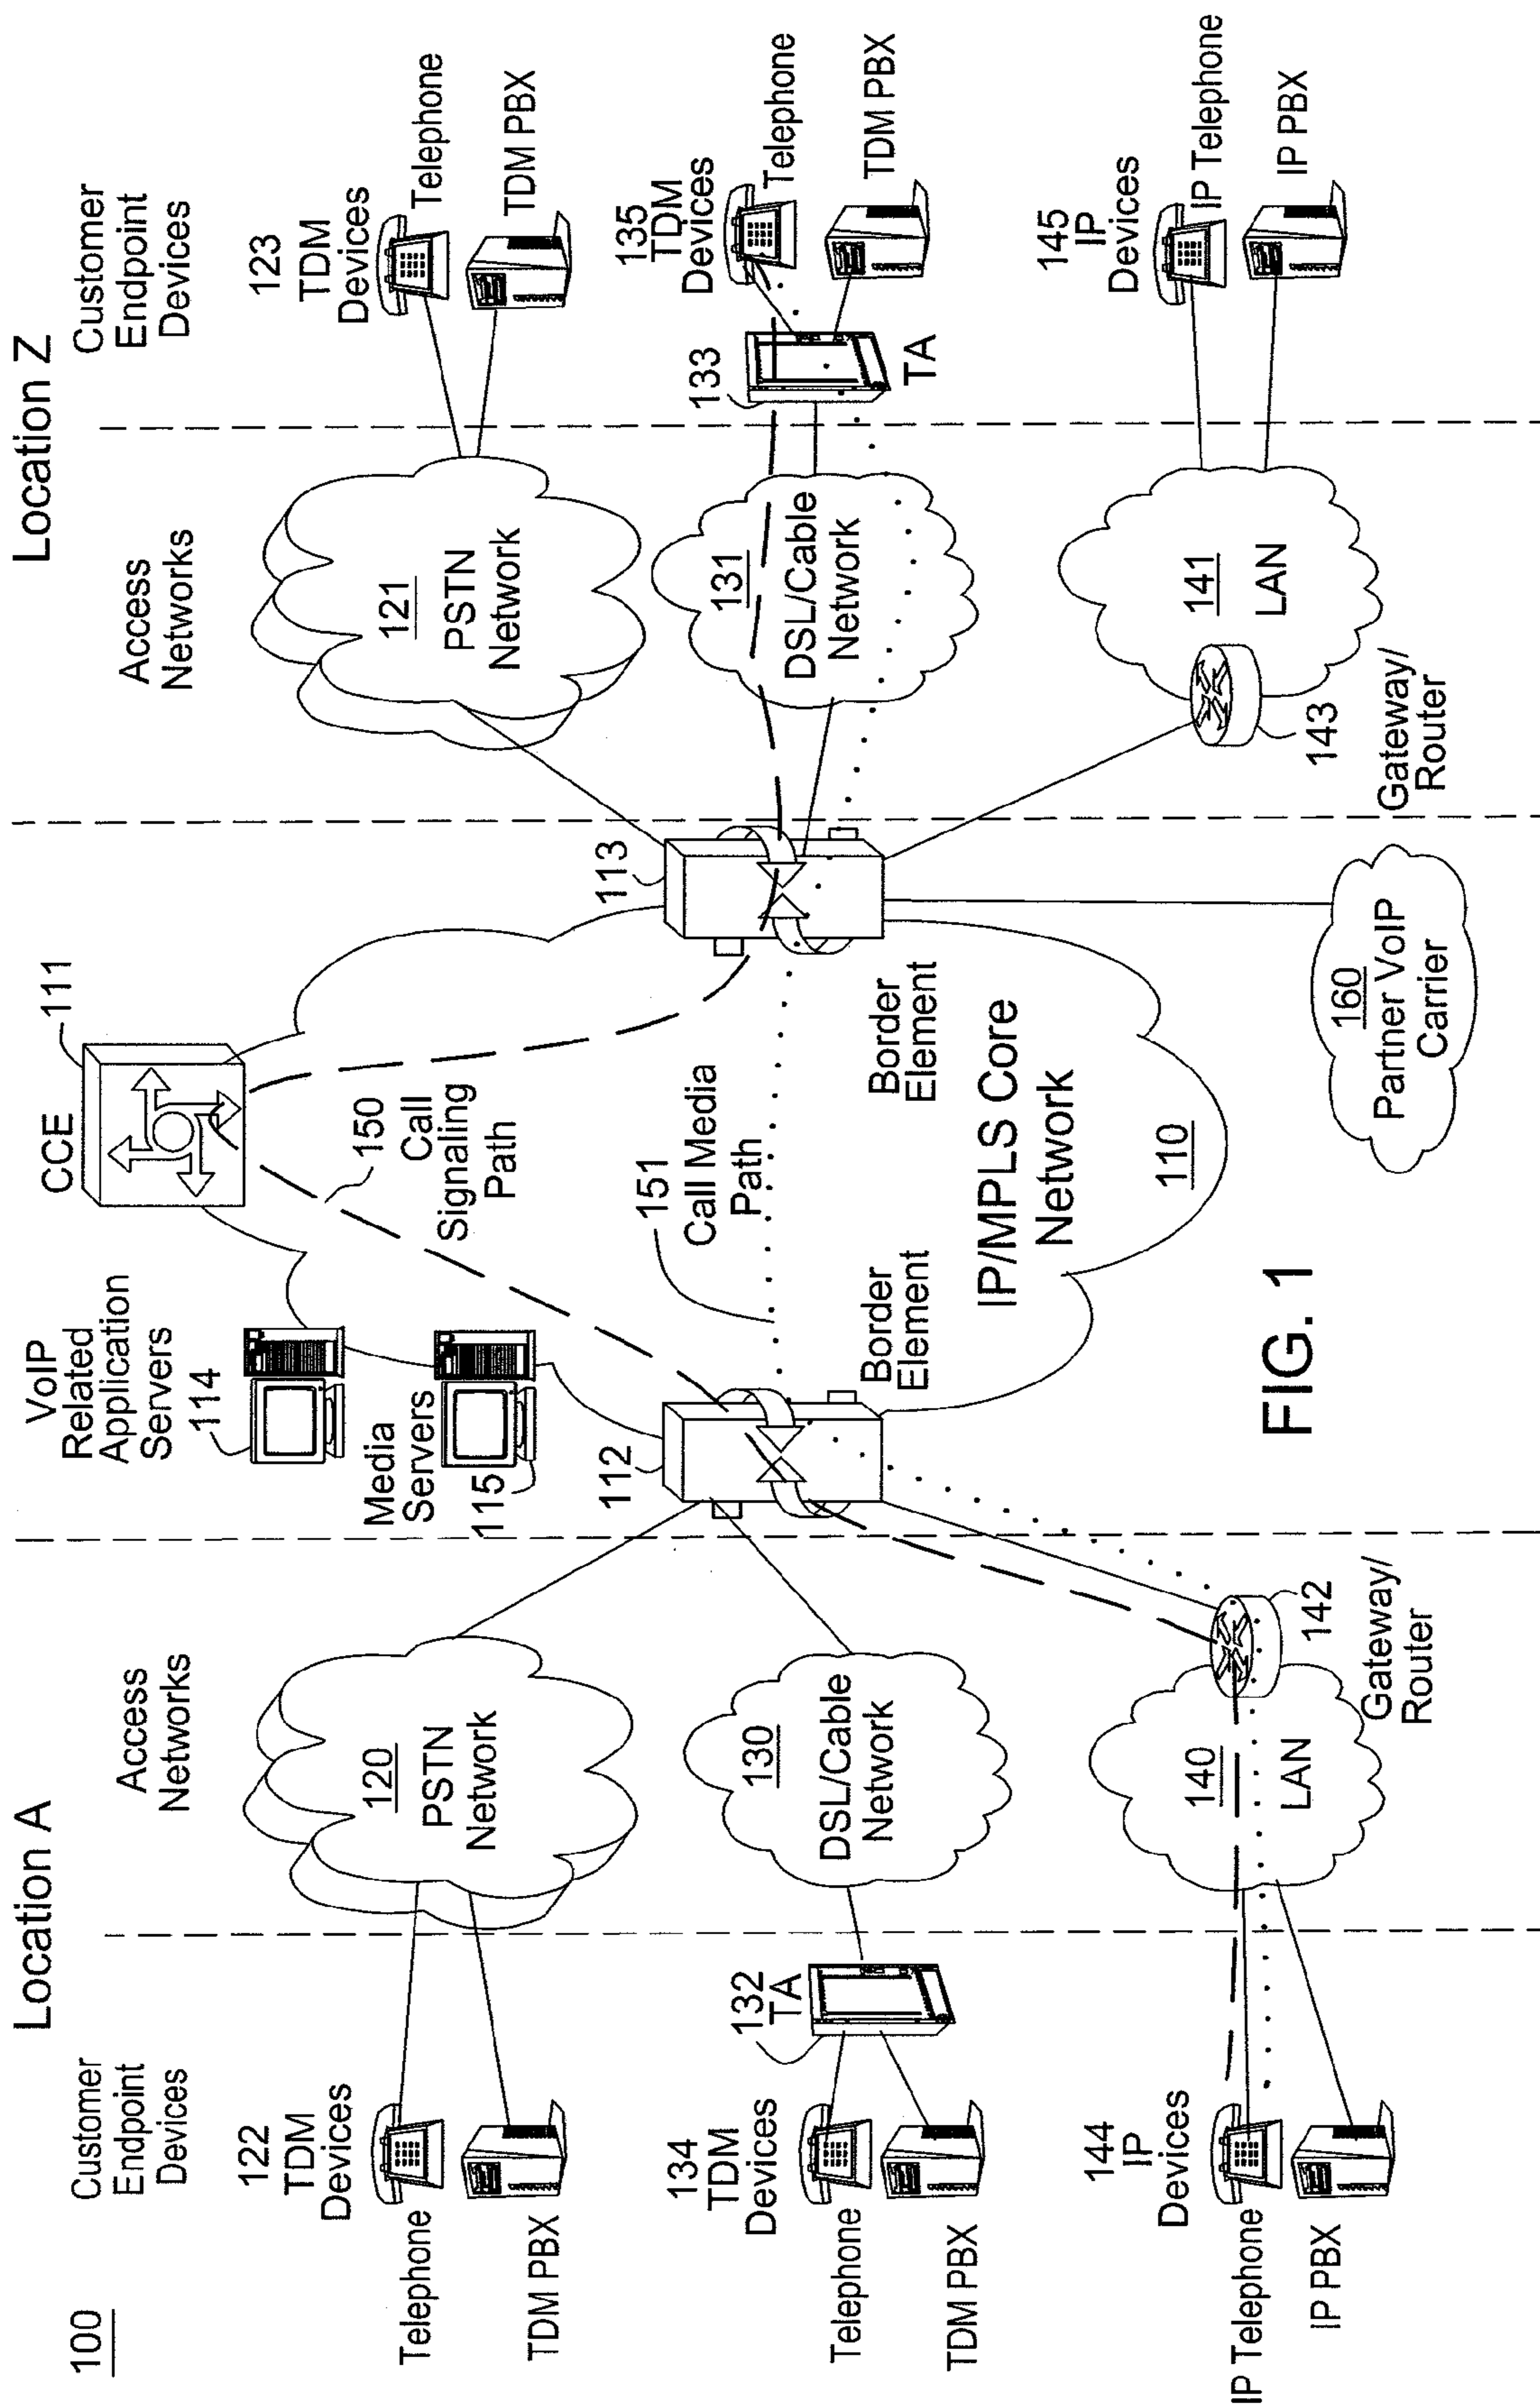 100
Location A
Location Z
Customer
Endpoint
Devices
Access
Networks
VoIP
Related
Application
Servers
114
CCE
111
Access
Networks
Customer
Endpoint
Devices
122
TDM
Devices
Telephone
TDM PBX
120
PSTN
Network
Media
Servers
115
150
Call
Signaling
Path
121
PSTN
Network
123
TDM
Devices
Telephone
TDM PBX
134
TDM
Devices
Telephone
TDM PBX
132
TA
130
DSL/Cable
Network
112
Border
Element
151
Call Media
Path
113
Border
Element
131
DSL/Cable
Network
133
TA
135
TDM
Devices
Telephone
TDM PBX
IP/MPLS Core
Network
110
144
IP
Devices
IP Telephone
IP PBX
140
LAN
142
Gateway/
Router
160
Partner VoIP
Carrier
143
Gateway/
Router
141
LAN
145
IP
Devices
IP Telephone
IP PBX
FIG. 1